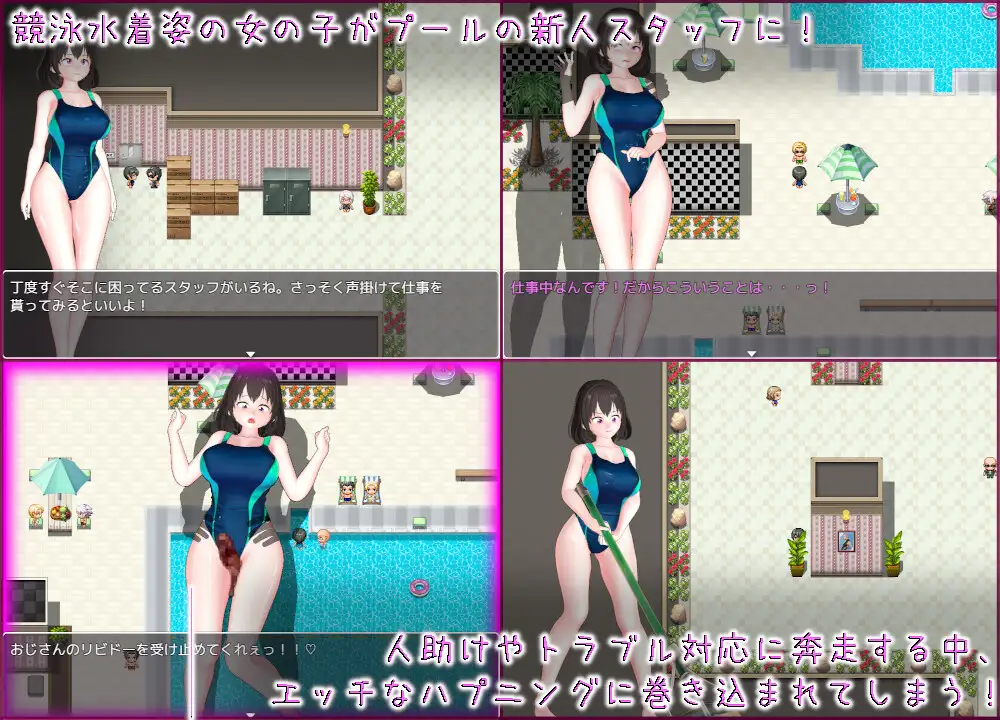 競泳水着姿の女の子がプールの新人スタッフに！
丁度すぐそこに困ってるスタッフがいるね。さっそく声掛けて仕事を
貰ってみるといいよ！
仕事中なんです！だからこういうことは・・・っ！
おじさんのリビドーを受け止めてくれぇっ！！♡
人助けやトラブル対応に奔走する中、
エッチなハプニングに巻き込まれてしまう！